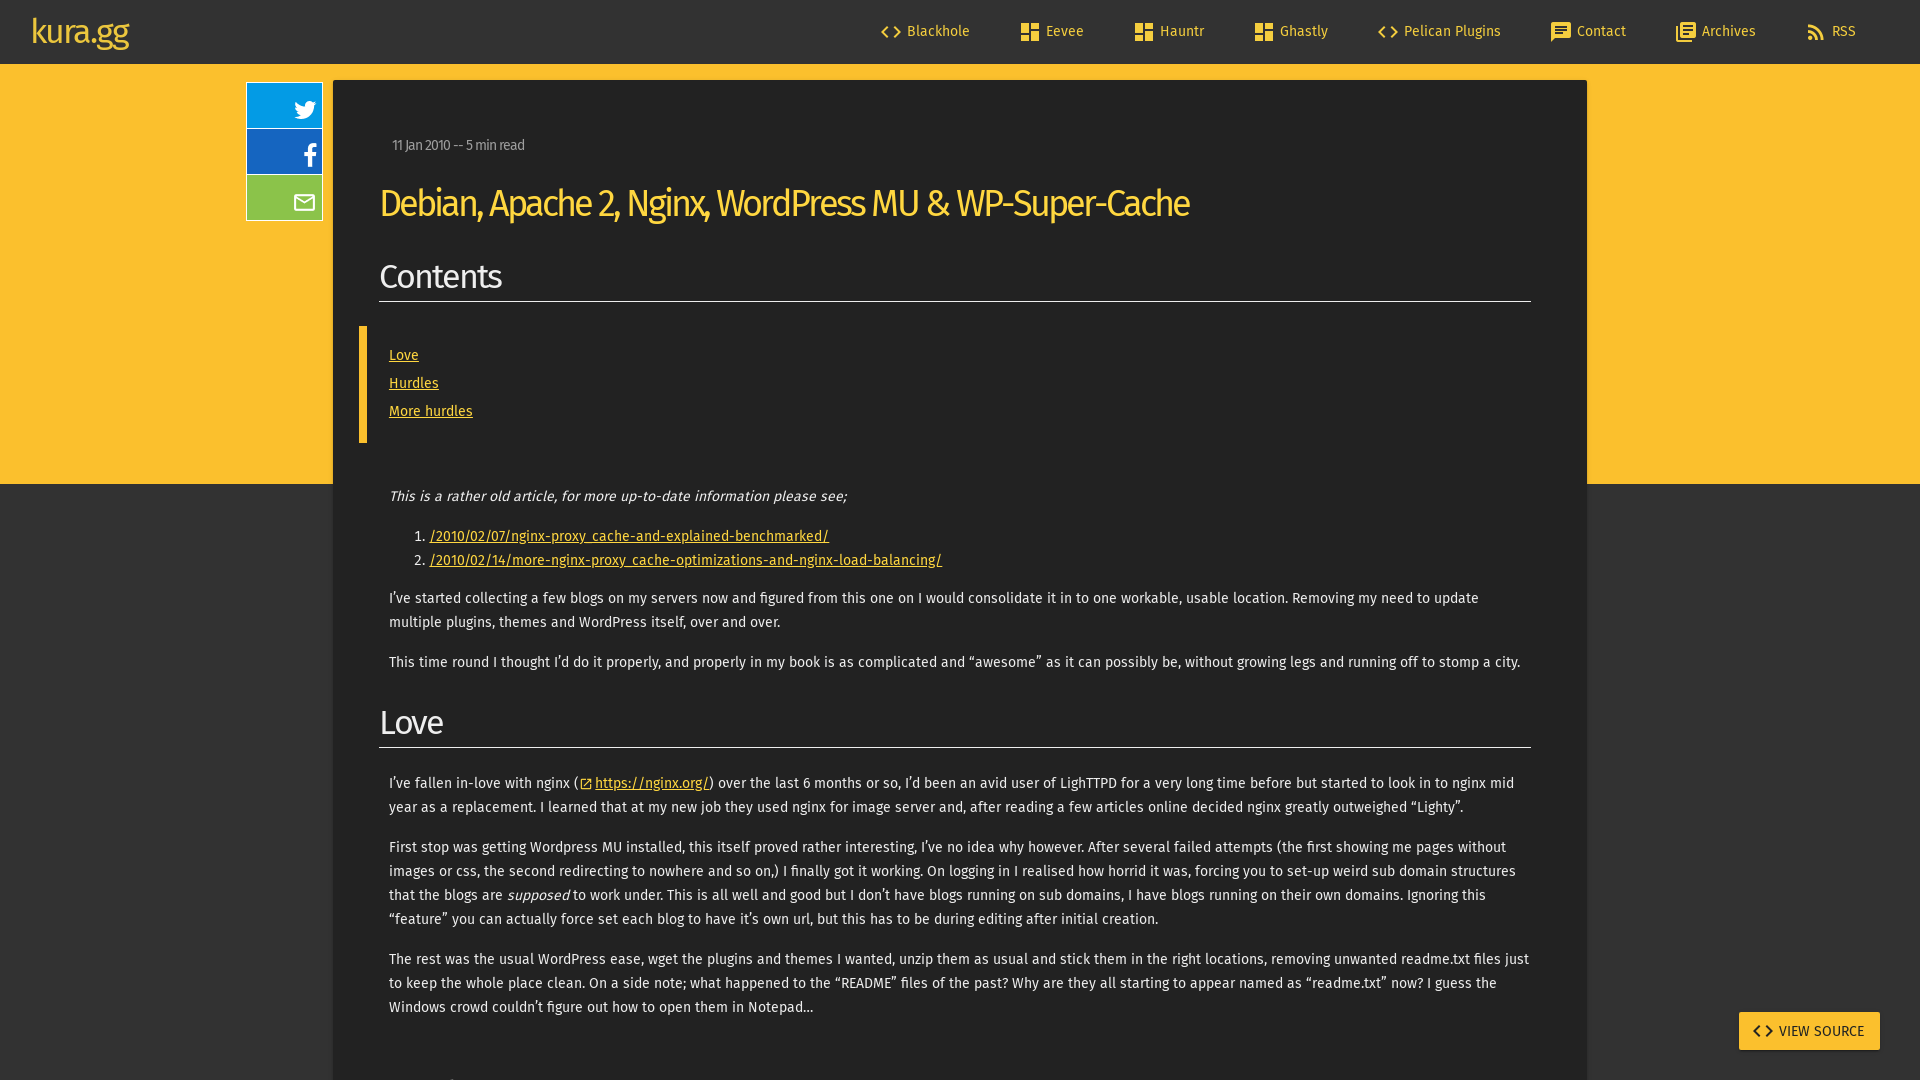 kura.gg
Blackhole
Eevee
Hauntr
Ghastly
Pelican Plugins
Contact
Archives
RSS
11 Jan 2010 -- 5 min read
Debian, Apache 2, Nginx, WordPress MU & WP-Super-Cache
Contents
Love
Hurdles
More hurdles
This is a rather old article, for more up-to-date information please see;
1. /2010/02/07/nginx-proxy_cache-and-explained-benchmarked/
2. /2010/02/14/more-nginx-proxy_cache-optimizations-and-nginx-load-balancing/
I’ve started collecting a few blogs on my servers now and figured from this one on I would consolidate it in to one workable, usable location. Removing my need to update
multiple plugins, themes and WordPress itself, over and over.
This time round I thought I’d do it properly, and properly in my book is as complicated and “awesome” as it can possibly be, without growing legs and running off to stomp a city.
Love
I’ve fallen in-love with nginx (https://nginx.org/) over the last 6 months or so, I’d been an avid user of LighTTPD for a very long time before but started to look in to nginx mid
year as a replacement. I learned that at my new job they used nginx for image server and, after reading a few articles online decided nginx greatly outweighed “Lighty”.
First stop was getting Wordpress MU installed, this itself proved rather interesting, I’ve no idea why however. After several failed attempts (the first showing me pages without
images or css, the second redirecting to nowhere and so on,) I finally got it working. On logging in I realised how horrid it was, forcing you to set-up weird sub domain structures
that the blogs are supposed to work under. This is all well and good but I don’t have blogs running on sub domains, I have blogs running on their own domains. Ignoring this
“feature” you can actually force set each blog to have it’s own url, but this has to be during editing after initial creation.
The rest was the usual WordPress ease, wget the plugins and themes I wanted, unzip them as usual and stick them in the right locations, removing unwanted readme.txt files just
to keep the whole place clean. On a side note; what happened to the “README” files of the past? Why are they all starting to appear named as “readme.txt” now? I guess the
Windows crowd couldn’t figure out how to open them in Notepad…
VIEW SOURCE